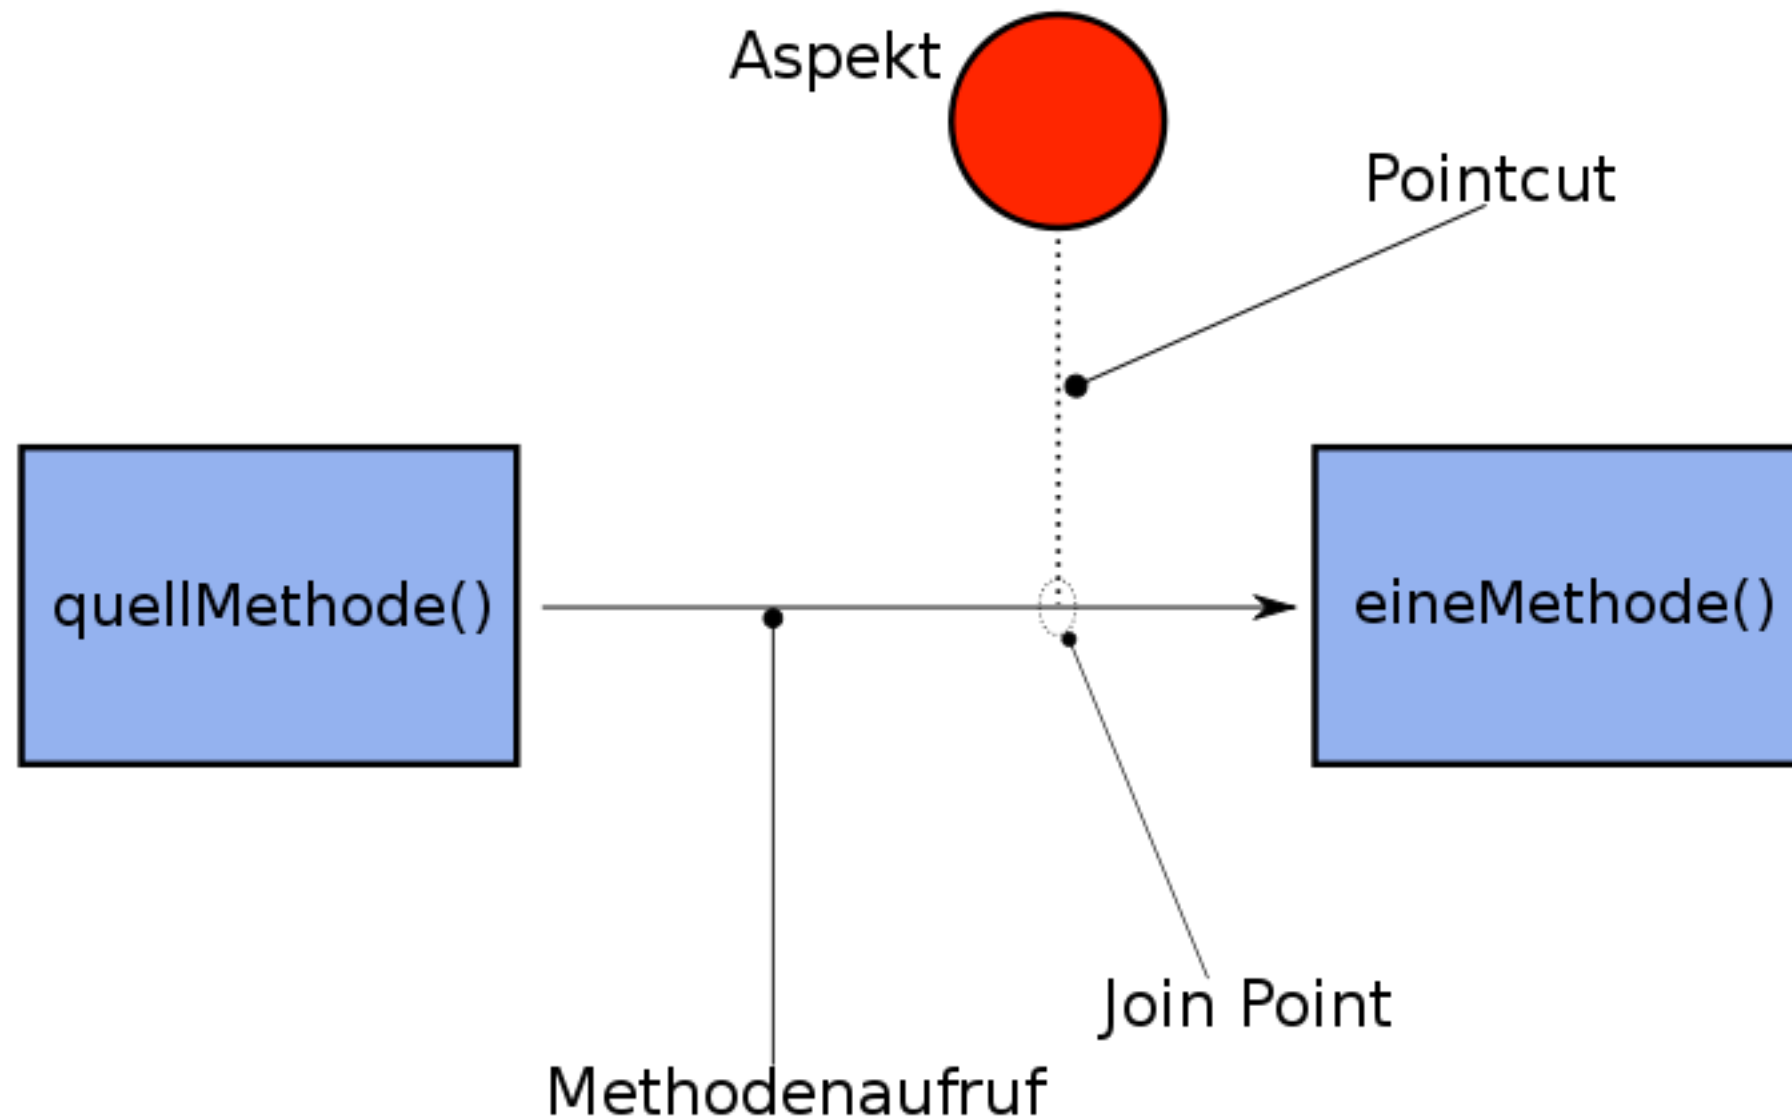 Aspekt
Pointcut
quellMethode()
eineMethode()
Join Point
Methodenaufruf